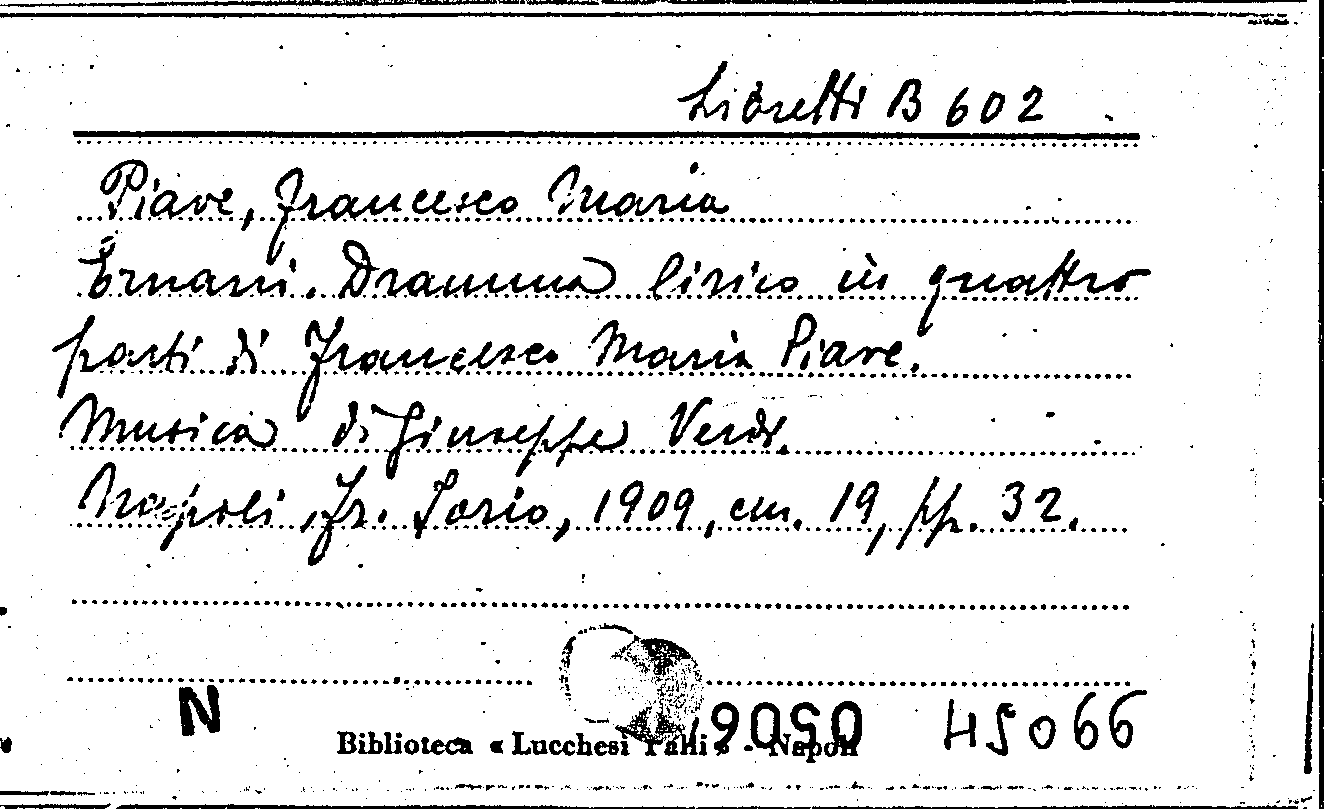 Libretti B 602
Piave, Francesco Maria
Ernani. Dramma lirico in quattro
parti di Francesco Maria Piave.
Musica di Giuseppe Verdi.
Napoli, Fr. Sorio, 1909, cm. 19, pp. 32.
N
45066
Biblioteca « Lucchesi Palli » - Napoli